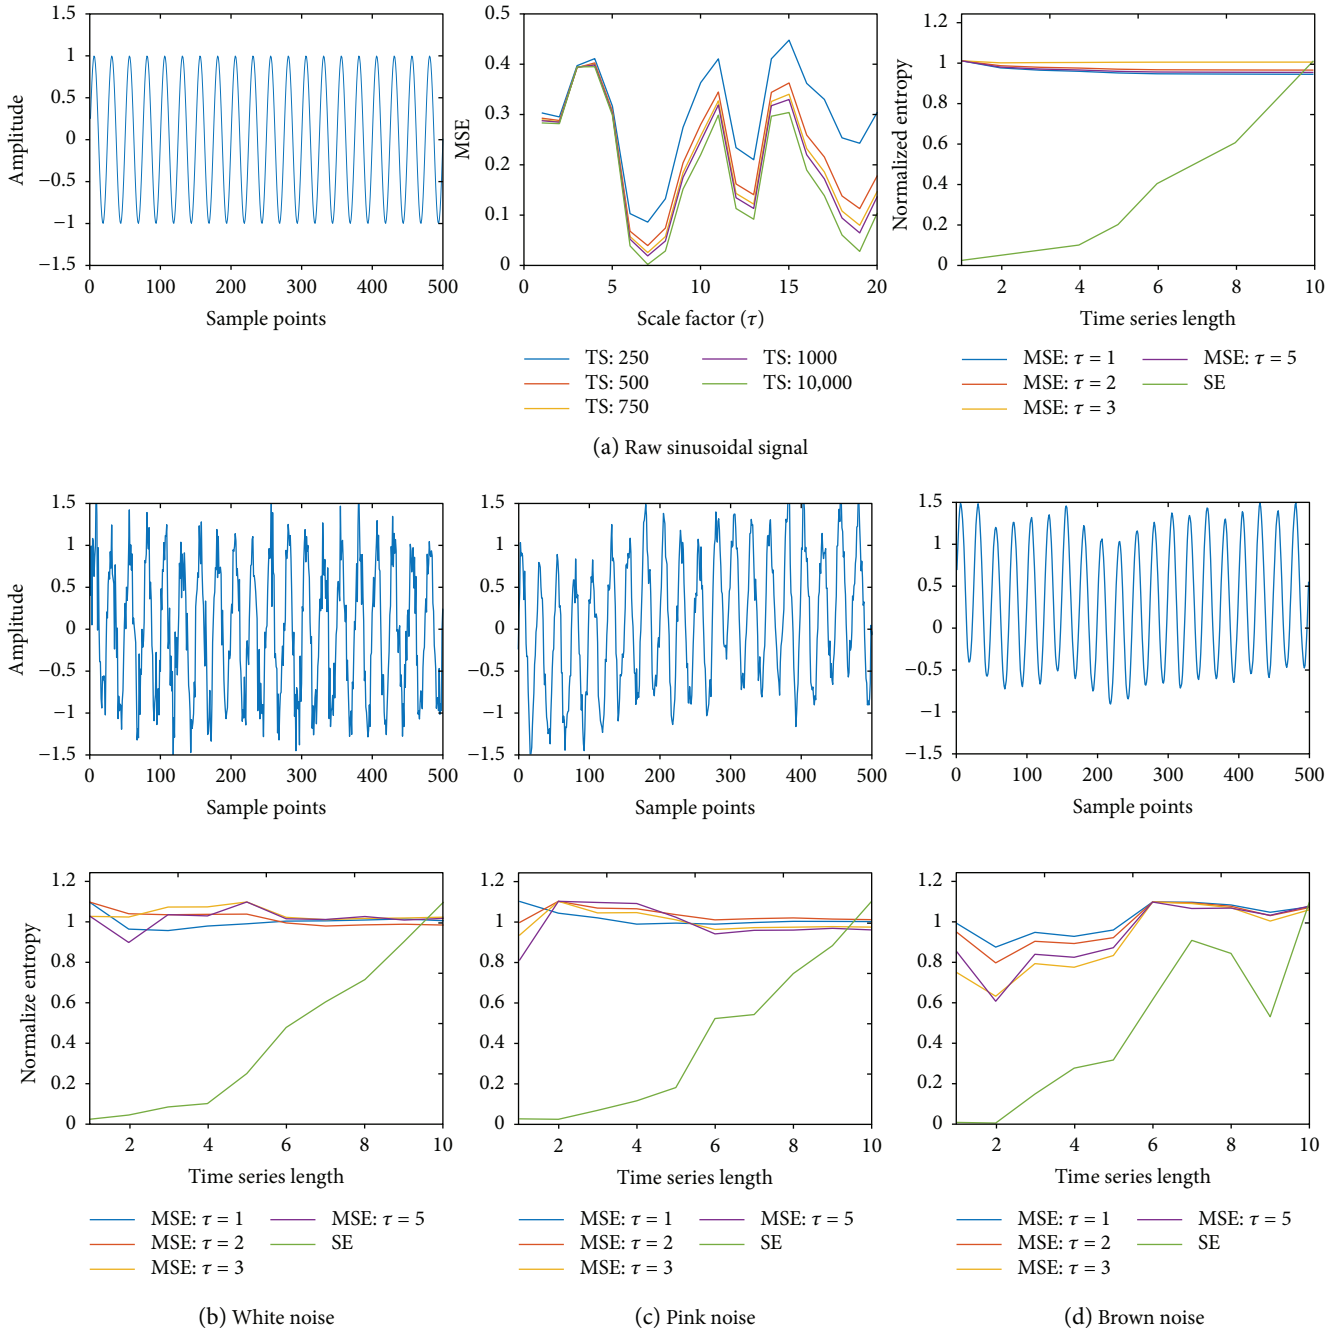 1.5
1
0.5
0
−0.5
−1
−1.5
Amplitude
0 100 200 300 400 500
Sample points
0.5
0.4
0.3
0.2
0.1
0
MSE
0 5 10 15 20
Scale factor (τ)
TS: 250
TS: 500
TS: 750
TS: 1000
TS: 10,000
1.2
1
0.8
0.6
0.4
0.2
0
Normalized entropy
2 4 6 8 10
Time series length
MSE: τ = 1
MSE: τ = 2
MSE: τ = 3
MSE: τ = 5
SE
(a) Raw sinusoidal signal
1.5
1
0.5
0
−0.5
−1
−1.5
Amplitude
0 100 200 300 400 500
Sample points
1.5
1
0.5
0
−0.5
−1
−1.5
0 100 200 300 400 500
Sample points
1.5
1
0.5
0
−0.5
−1
−1.5
0 100 200 300 400 500
Sample points
1.2
1
0.8
0.6
0.4
0.2
0
Normalize entropy
2 4 6 8 10
Time series length
MSE: τ = 1
MSE: τ = 2
MSE: τ = 3
MSE: τ = 5
SE
(b) White noise
1.2
1
0.8
0.6
0.4
0.2
0
2 4 6 8 10
Time series length
MSE: τ = 1
MSE: τ = 2
MSE: τ = 3
MSE: τ = 5
SE
(c) Pink noise
1.2
1
0.8
0.6
0.4
0.2
0
2 4 6 8 10
Time series length
MSE: τ = 1
MSE: τ = 2
MSE: τ = 3
MSE: τ = 5
SE
(d) Brown noise